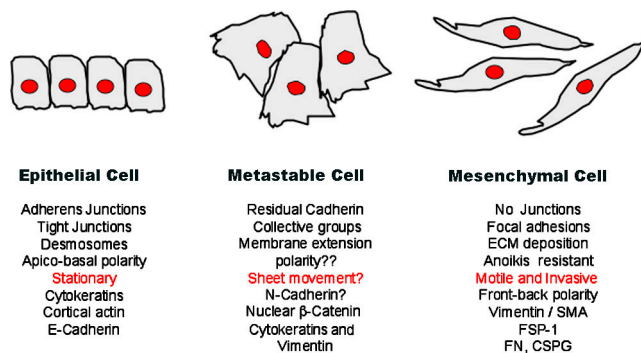 Epithelial Cell
Adherens Junctions
Tight Junctions
Desmosomes
Apico-basal polarity
Stationary
Cytokeratins
Cortical actin
E-Cadherin
Metastable Cell
Residual Cadherin
Collective groups
Membrane extension
polarity??
Sheet movement?
N-Cadherin?
Nuclear β-Catenin
Cytokeratins and
Vimentin
Mesenchymal Cell
No Junctions
Focal adhesions
ECM deposition
Anoikis resistant
Motile and Invasive
Front-back polarity
Vimentin / SMA
FSP-1
FN, CSPG